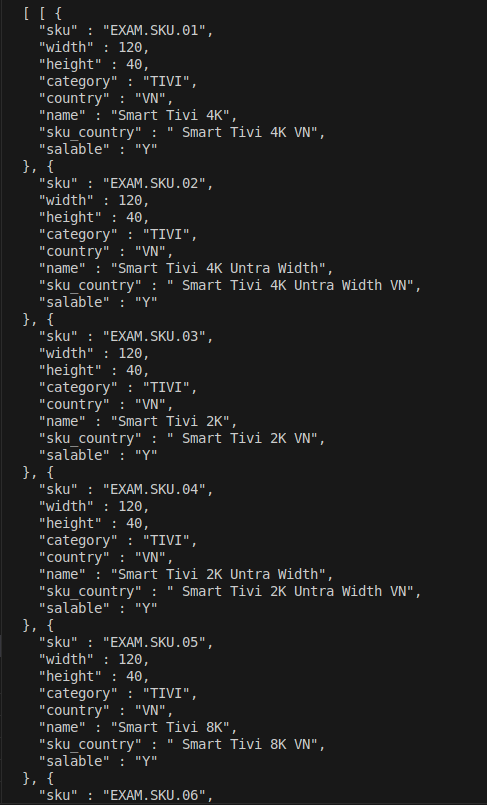 [ [ {
"sku" : "EXAM.SKU.01",
"width" : 120,
"height" : 40,
"category" : "TIVI",
"country" : "VN",
"name" : "Smart Tivi 4K",
"sku_country" : " Smart Tivi 4K VN",
"salable" : "Y"
}, {
"sku" : "EXAM.SKU.02",
"width" : 120,
"height" : 40,
"category" : "TIVI",
"country" : "VN",
"name" : "Smart Tivi 4K Untra Width",
"sku_country" : " Smart Tivi 4K Untra Width VN",
"salable" : "Y"
}, {
"sku" : "EXAM.SKU.03",
"width" : 120,
"height" : 40,
"category" : "TIVI",
"country" : "VN",
"name" : "Smart Tivi 2K",
"sku_country" : " Smart Tivi 2K VN",
"salable" : "Y"
}, {
"sku" : "EXAM.SKU.04",
"width" : 120,
"height" : 40,
"category" : "TIVI",
"country" : "VN",
"name" : "Smart Tivi 2K Untra Width",
"sku_country" : " Smart Tivi 2K Untra Width VN",
"salable" : "Y"
}, {
"sku" : "EXAM.SKU.05",
"width" : 120,
"height" : 40,
"category" : "TIVI",
"country" : "VN",
"name" : "Smart Tivi 8K",
"sku_country" : " Smart Tivi 8K VN",
"salable" : "Y"
}, {
"sku" : "EXAM.SKU.06",